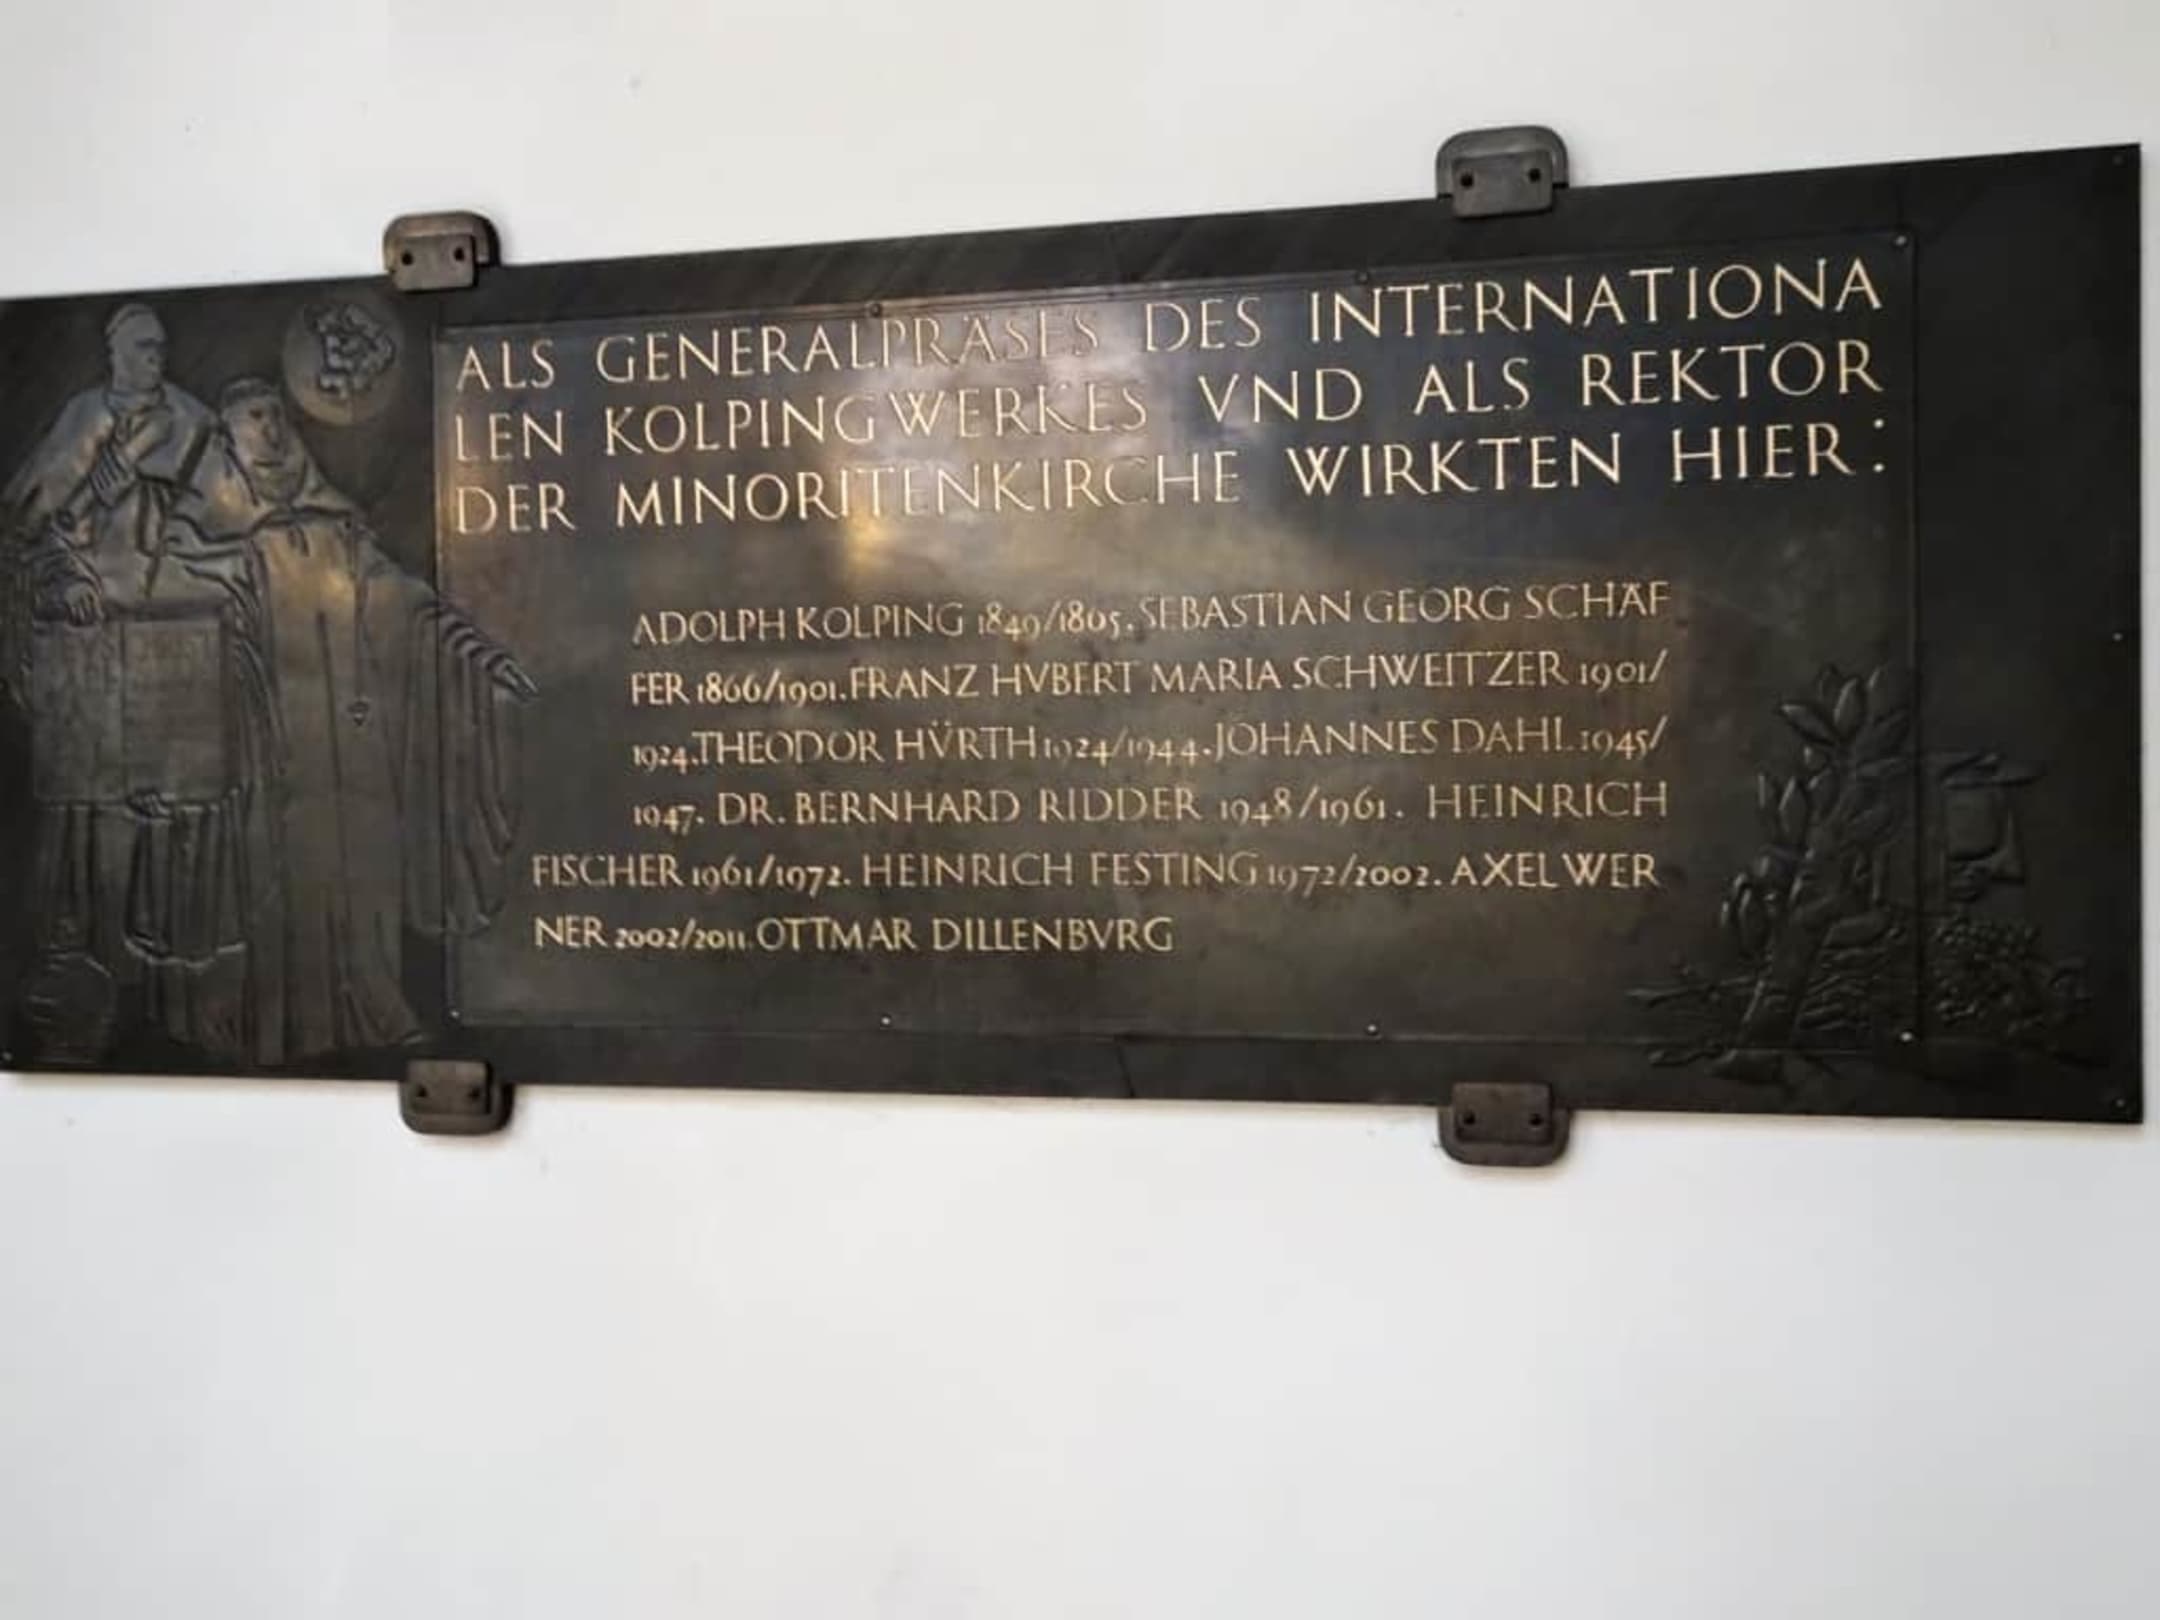 ALS GENERALPRÄSES DES INTERNATIONA
LEN KOLPINGWERKES VND ALS REKTOR
DER MINORITENKIRCHE WIRKTEN HIER:
ADOLPH KOLPING 1849/1865. SEBASTIAN GEORG SCHÄF
FER 1866/1901. FRANZ HVBERT MARIA SCHWEITZER 1901/
1924. THEODOR HÜRTH 1924/1944. JOHANNES DAHL 1945/
1947. DR. BERNHARD RIDDER 1948/1961. HEINRICH
FISCHER 1961/1972. HEINRICH FESTING 1972/2002. AXEL WER
NER 2002/2011. OTTMAR DILLENBVRG